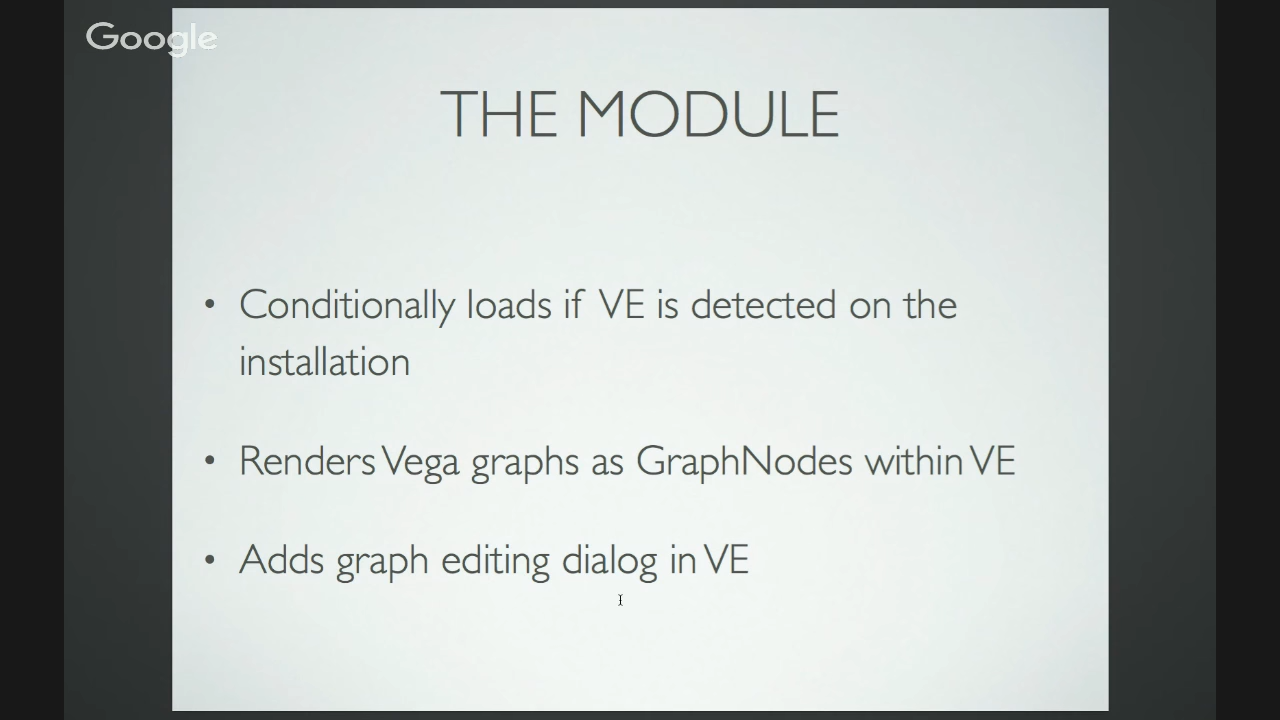 Google
THE MODULE
• Conditionally loads if VE is detected on the
installation
• Renders Vega graphs as GraphNodes within VE
• Adds graph editing dialog in VE